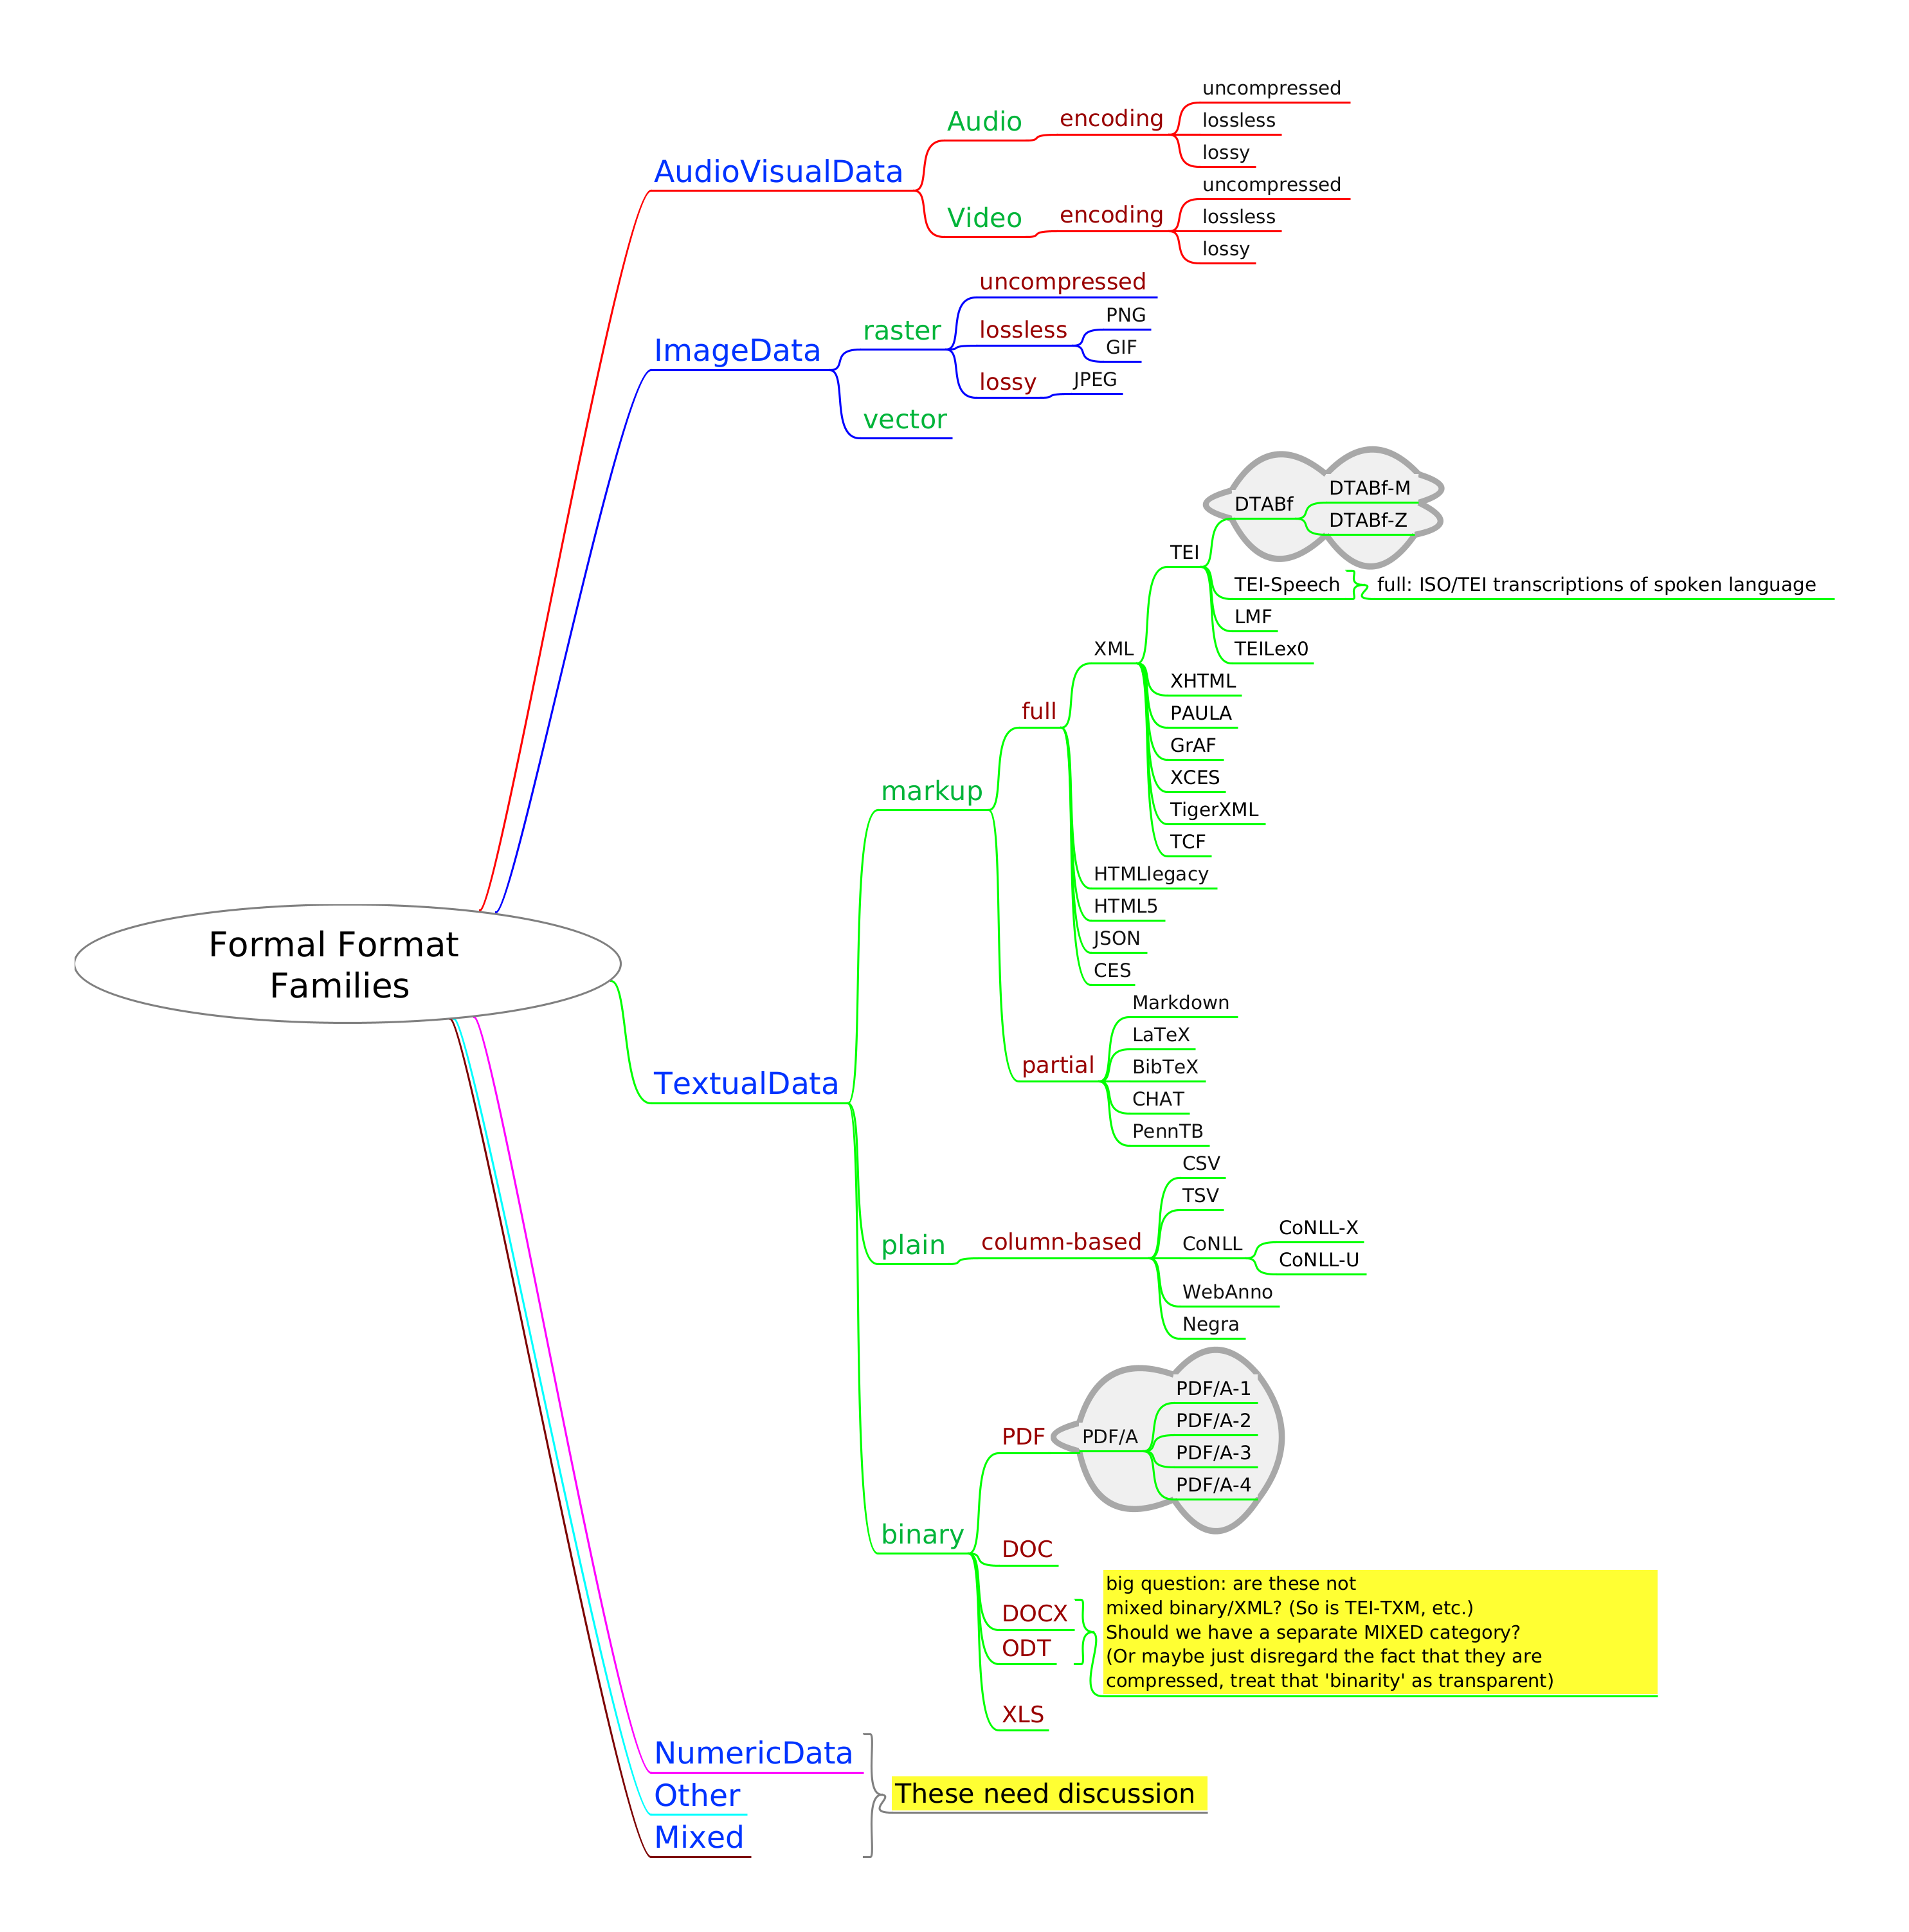 Formal Format
Families
AudioVisualData
Audio
encoding
uncompressed
lossless
lossy
Video
encoding
uncompressed
lossless
lossy
ImageData
raster
uncompressed
lossless
PNG
GIF
lossy
JPEG
vector
TextualData
markup
full
XML
TEI
DTABf
DTABf-M
DTABf-Z
TEI-Speech
full: ISO/TEI transcriptions of spoken language
LMF
TEILex0
XHTML
PAULA
GrAF
XCES
TigerXML
TCF
HTMLlegacy
HTML5
JSON
CES
partial
Markdown
LaTeX
BibTeX
CHAT
PennTB
plain
column-based
CSV
TSV
CoNLL
CoNLL-X
CoNLL-U
WebAnno
Negra
binary
PDF
PDF/A
PDF/A-1
PDF/A-2
PDF/A-3
PDF/A-4
DOC
DOCX
ODT
big question: are these not
mixed binary/XML? (So is TEI-TXM, etc.)
Should we have a separate MIXED category?
(Or maybe just disregard the fact that they are
compressed, treat that 'binarity' as transparent)
XLS
NumericData
Other
Mixed
These need discussion